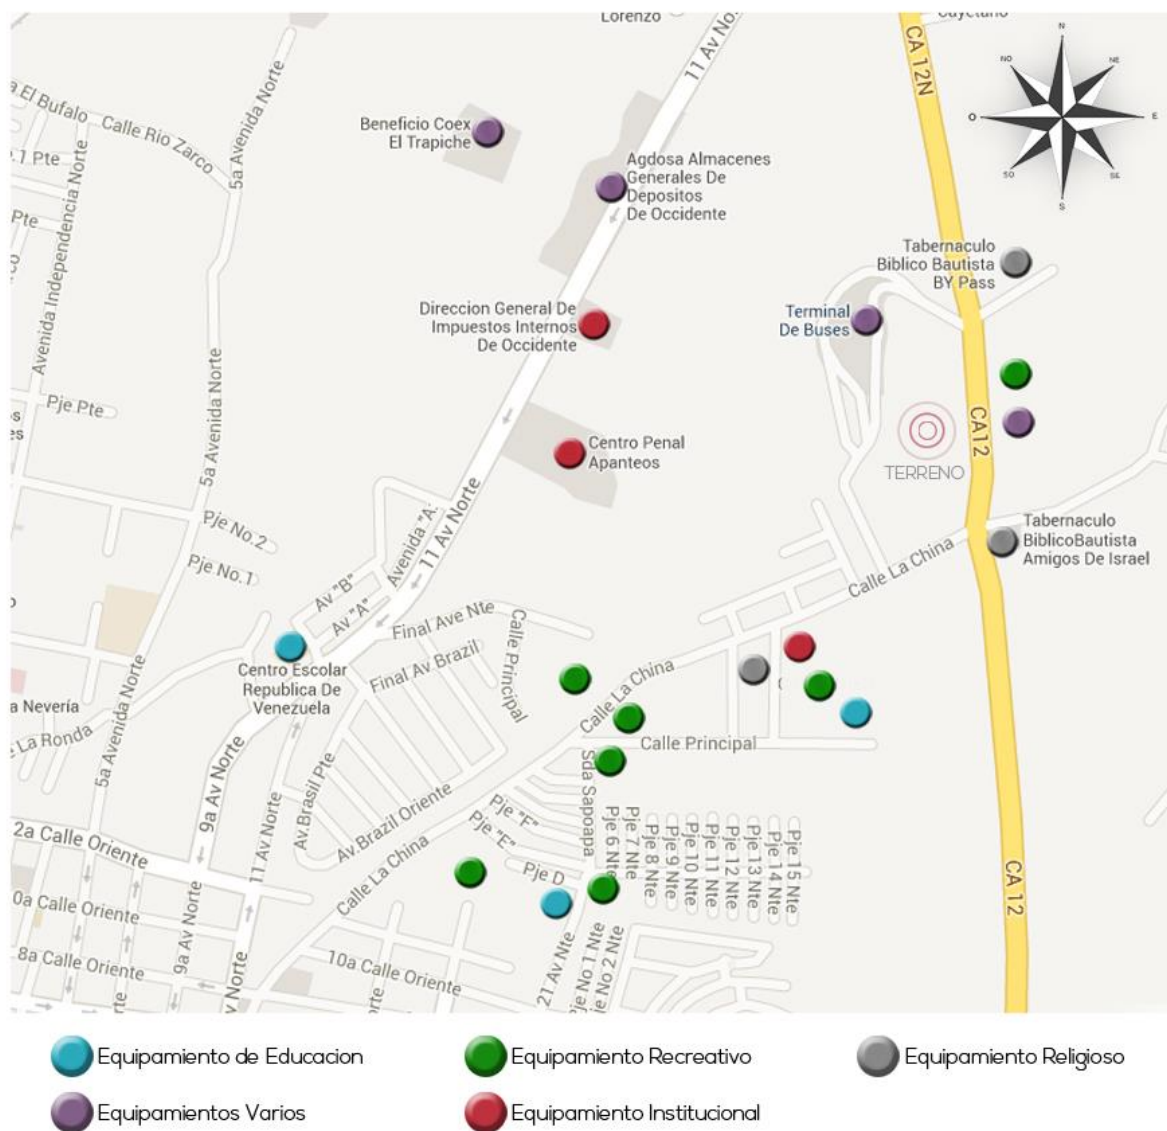 Lorenzo
Cayetano
11 Av No
CA 12N
N
NO
NE
O
E
SO
SE
S
a El Bufalo
Calle Rio Zarco
5a Avenida Norte
.1 Pte
Pte
Avenida Independencia Norte
Beneficio Coex
El Trapiche
Agdosa Almacenes
Generales De
Depositos
De Occidente
Tabernaculo
Biblico Bautista
BY Pass
Direccion General De
Impuestos Internos
De Occidente
Terminal
De Buses
Pje Pte
5a Avenida Norte
CA12
Centro Penal
Apanteos
TERRENO
Pje No.2
Pje No.1
Avenida "A
11 Av Norte
Tabernaculo
BiblicoBautista
Amigos De Israel
Av "B"
Av "A"
Calle La China
Final Ave Nte
Calle Principal
Final Av Brazil
Centro Escolar
Republica De
Venezuela
5a Avenida Norte
a Nevería
e La Ronda
Calle La China
Calle Principal
9a Av Norte
11 Av Norte
Av.Brasil Pte
Av Brazil Oriente
Sda Sapoapa
Pje "F"
Pje "E"
Pje D
Pje 6 Nte
Pje 7 Nte
Pje 8 Nte
Pje 9 Nte
Pje 10 Nte
Pje 11 Nte
Pje 12 Nte
Pje 13 Nte
Pje 14 Nte
Pje 15 Nte
2a Calle Oriente
Calle La China
CA 12
0a Calle Oriente
9a Av Norte
8a Calle Oriente
10a Calle Oriente
21 Av Nte
Pje No 1 Nte
e No 2 Nte
v Norte
rte
Equipamiento de Educacion
Equipamiento Recreativo
Equipamiento Religioso
Equipamientos Varios
Equipamiento Institucional